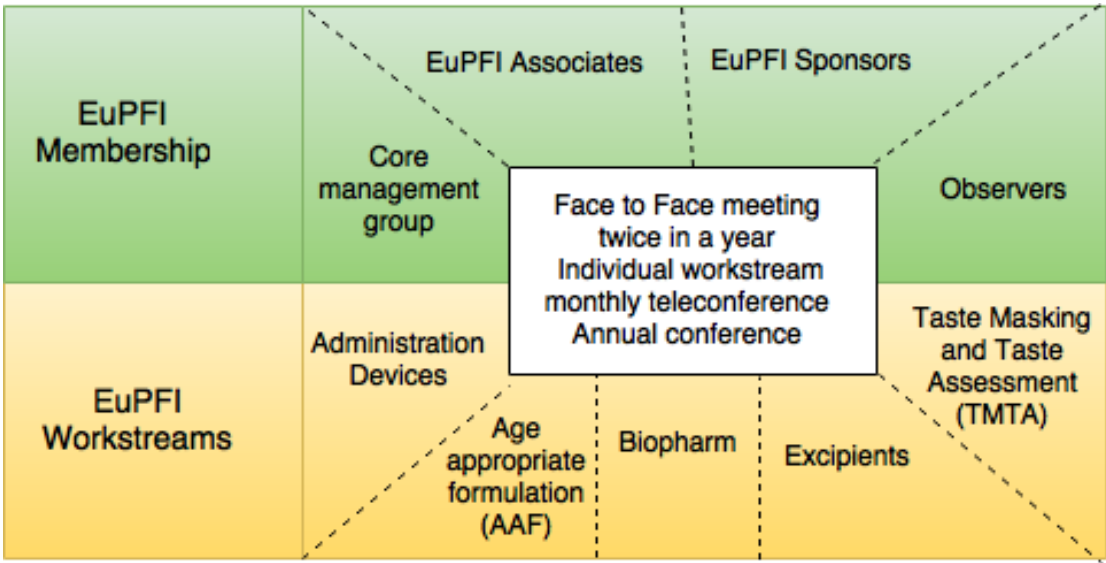 EuPFI
Membership
EuPFI Associates
EuPFI Sponsors
Core
management
group
Observers
Face to Face meeting
twice in a year
Individual workstream
monthly teleconference
Annual conference
EuPFI
Workstreams
Administration
Devices
Age
appropriate
formulation
(AAF)
Biopharm
Excipients
Taste Masking
and Taste
Assessment
(TMTA)